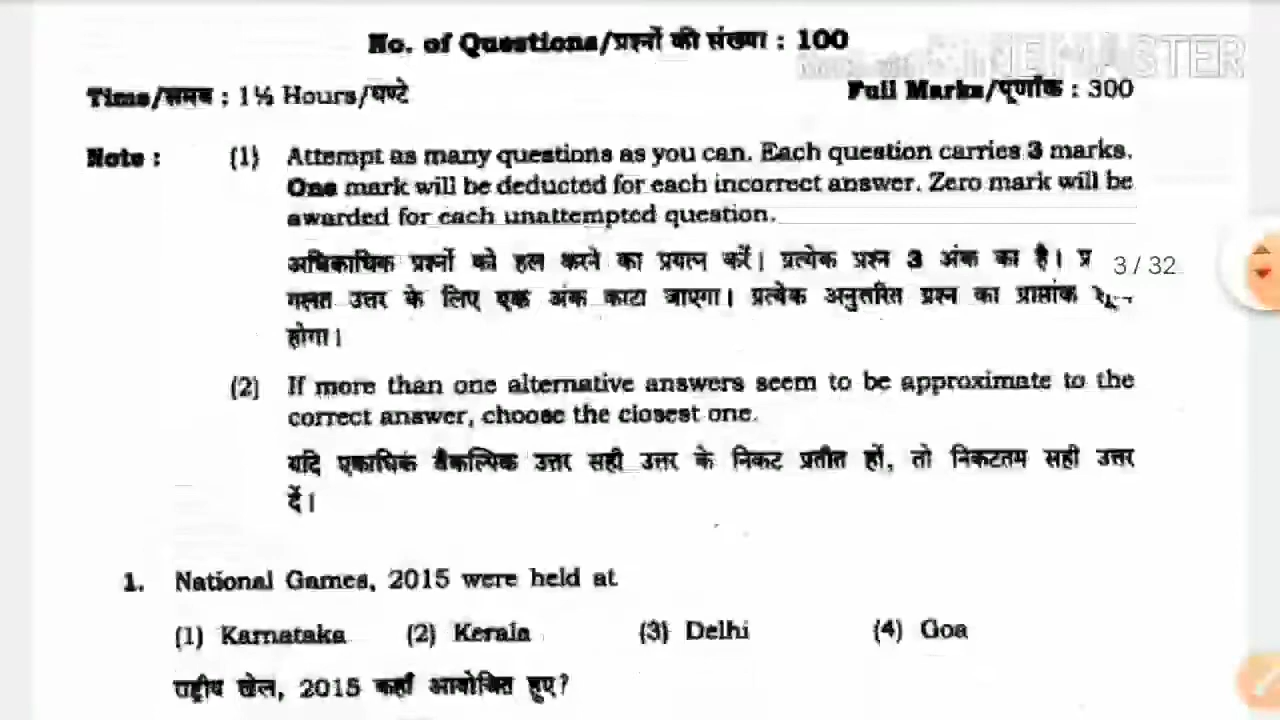 No. of Questions/प्रश्नों की संख्या : 100
Time/समय : 1½ Hours/घण्टे
Full Marks/पूर्णांक : 300
Note : (1) Attempt as many questions as you can. Each question carries 3 marks.
One mark will be deducted for each incorrect answer. Zero mark will be
awarded for each unattempted question.
अधिकाधिक प्रश्नों को हल करने का प्रयत्न करें। प्रत्येक प्रश्न 3 अंक का है। प्र 3 / 32
गलत उत्तर के लिए एक अंक काटा जाएगा। प्रत्येक अनुत्तरित प्रश्न का प्राप्तांक
होगा।
(2) If more than one alternative answers seem to be approximate to the
correct answer, choose the closest one.
यदि एकाधिक वैकल्पिक उत्तर सही उत्तर के निकट प्रतीत हों, तो निकटतम सही उत्तर
दें।
1. National Games, 2015 were held at
(1) Karnataka (2) Kerala (3) Delhi (4) Goa
राष्ट्रीय खेल, 2015 कहाँ आयोजित हुए?